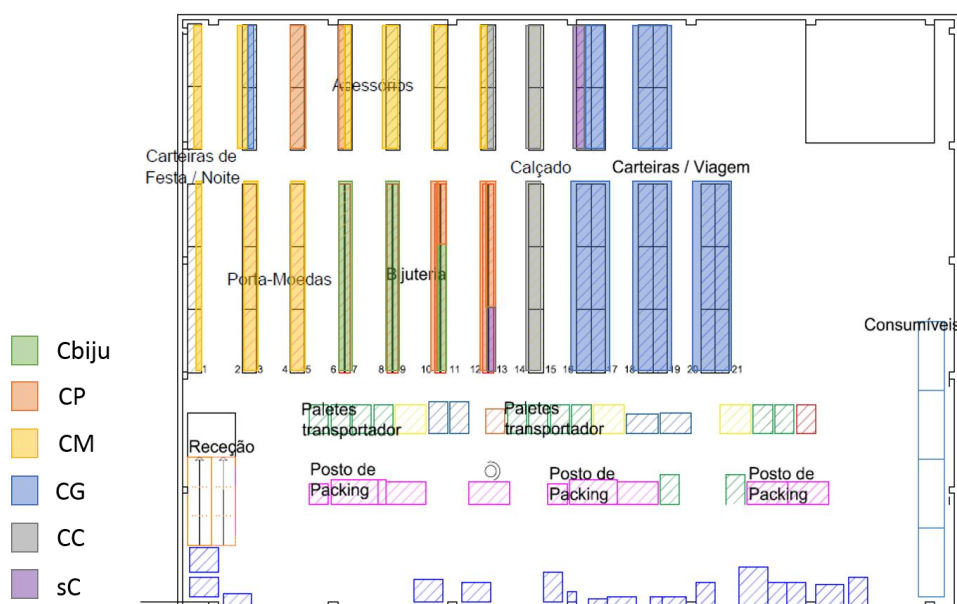 Acessórios
Carteiras de
Festa / Noite
Calçado
Carteiras / Viagem
Porta-Moedas
Bijuteria
Consumíveis
1 2 3 4 5 6 7 8 9 10 11 12 13 14 15 16 17 18 19 20 21
Cbiju
CP
CM
CG
CC
sC
Paletes
transportador
Paletes
transportador
Receção
Posto de
Packing
Posto de
Packing
Posto de
Packing